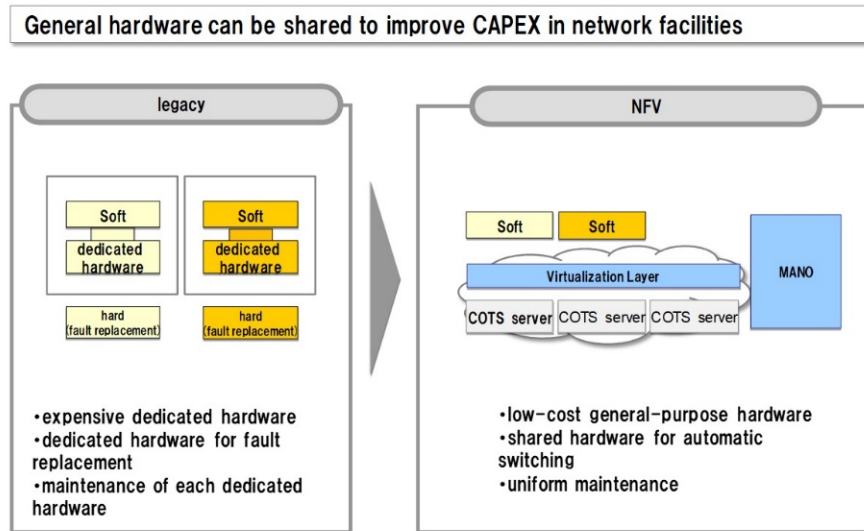 General hardware can be shared to improve CAPEX in network facilities
legacy
Soft
dedicated
hardware
hard
(fault replacement)
Soft
dedicated
hardware
hard
(fault replacement)
・expensive dedicated hardware
・dedicated hardware for fault
replacement
・maintenance of each dedicated
hardware
NFV
Soft
Soft
Virtualization Layer
COTS server
COTS server
COTS server
MANO
・low-cost general-purpose hardware
・shared hardware for automatic
switching
・uniform maintenance